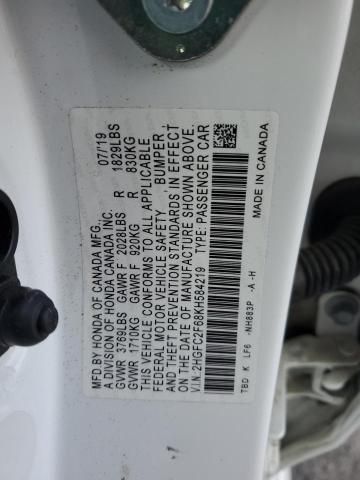 MFD BY HONDA OF CANADA MFG. 07/19
A DIVISION OF HONDA CANADA INC.
GVWR 3769LBS GAWR F 2028LBS R 1829LBS
GVWR 1710KG GAWR F 920KG R 830KG
THIS VEHICLE CONFORMS TO ALL APPLICABLE
FEDERAL MOTOR VEHICLE SAFETY, BUMPER
AND THEFT PREVENTION STANDARDS IN EFFECT
ON THE DATE OF MANUFACTURE SHOWN ABOVE.
V.I.N:2HGFC2F68KH584219 TYPE:PASSENGER CAR
TBD K LF6 -NH883P -A -H MADE IN CANADA